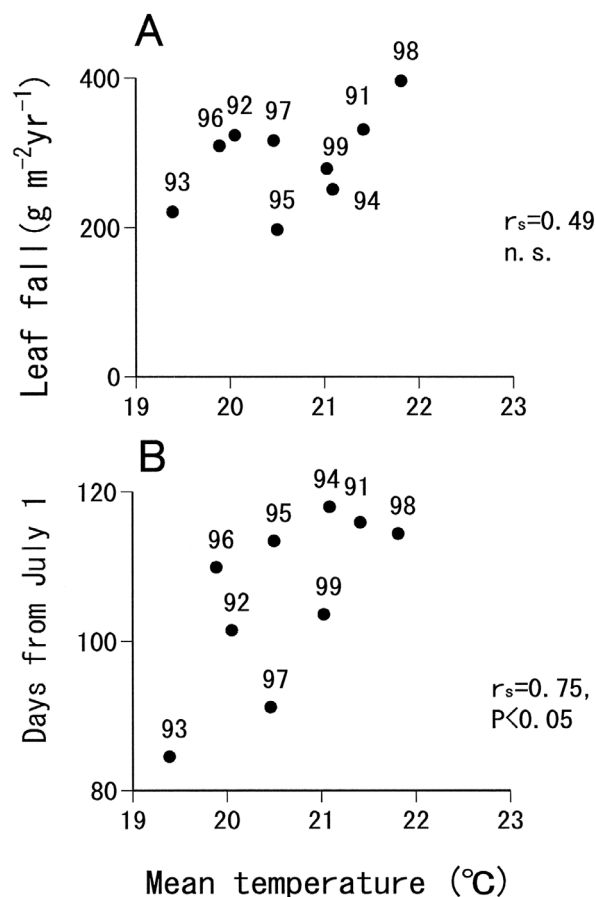 A
Leaf fall(g m⁻²yr⁻¹)
400
200
0
98
96 92 97 91
93 99
95 94
rₛ=0.49
n.s.
19 20 21 22 23
B
Days from July 1
120
100
80
94 91
96 95 98
92 99
97
93
rₛ=0.75,
P<0.05
19 20 21 22 23
Mean temperature (℃)